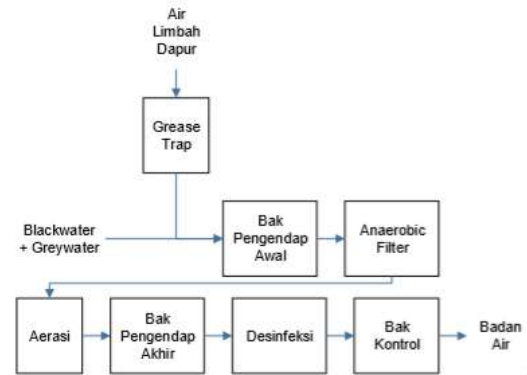 Air
Limbah
Dapur
Grease
Trap
Blackwater
+ Greywater
Bak
Pengendap
Awal
Anaerobic
Filter
Aerasi
Bak
Pengendap
Akhir
Desinfeksi
Bak
Kontrol
Badan
Air